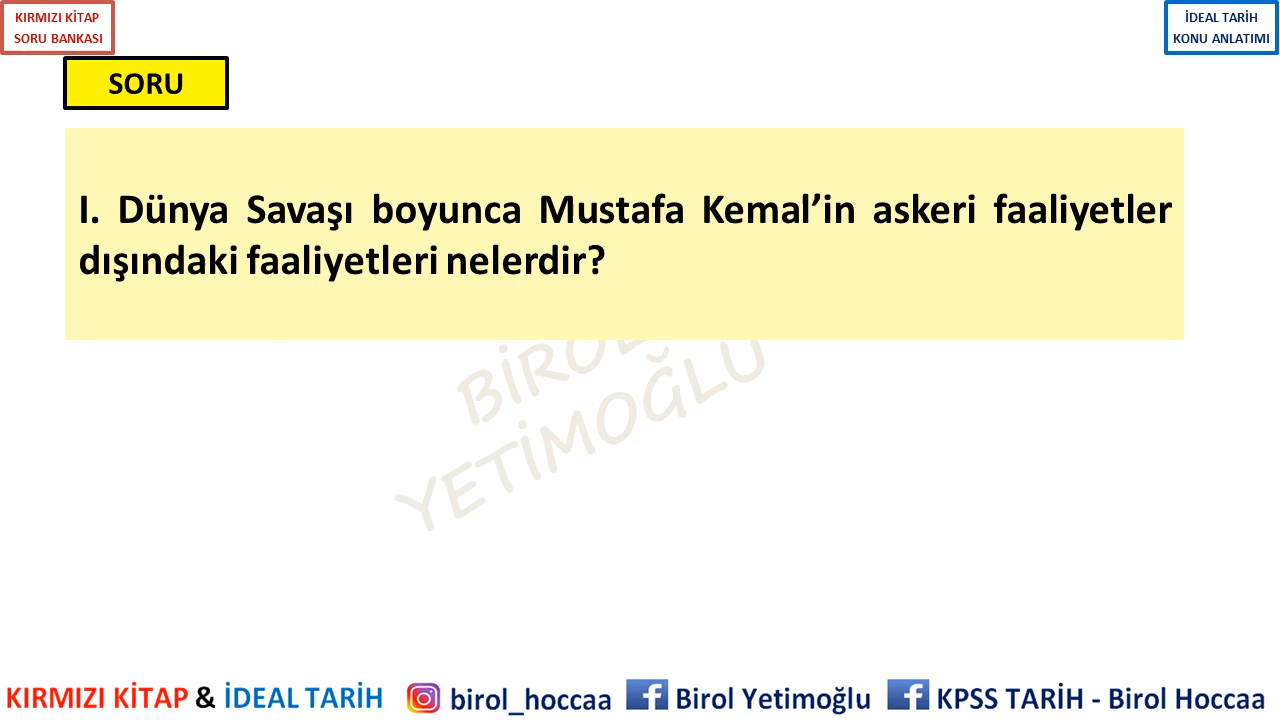 KIRMIZI KİTAP
SORU BANKASI
İDEAL TARİH
KONU ANLATIMI
SORU
I. Dünya Savaşı boyunca Mustafa Kemal’in askeri faaliyetler
dışındaki faaliyetleri nelerdir?
BİROL
YETİMOĞLU
KIRMIZI KİTAP & İDEAL TARİH birol_hoccaa Birol Yetimoğlu KPSS TARİH - Birol Hoccaa